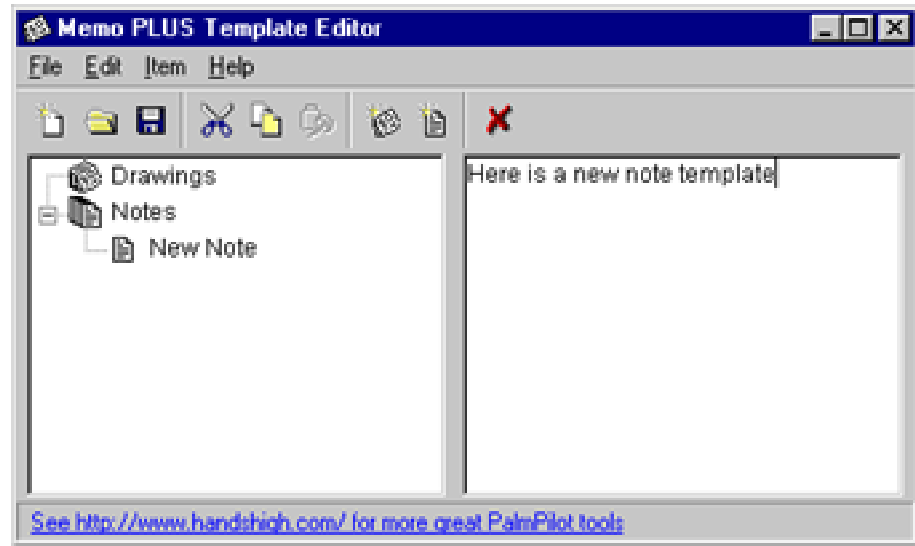 Memo PLUS Template Editor
File Edit Item Help
Drawings
Notes
New Note
Here is a new note template
See http://www.handshigh.com/ for more great PalmPilot tools